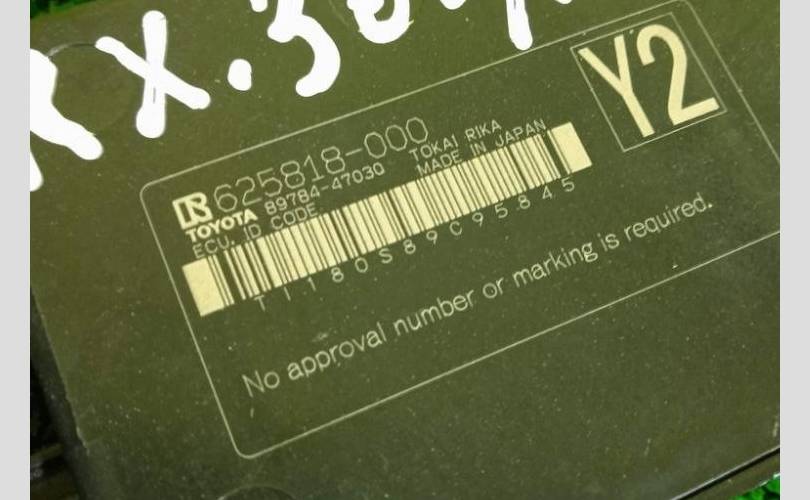 Y2
625818-000
TOKAI RIKA
TOYOTA 89784-47030 MADE IN JAPAN
ECU, ID CODE
T1180S89C95845
No approval number or marking is required.